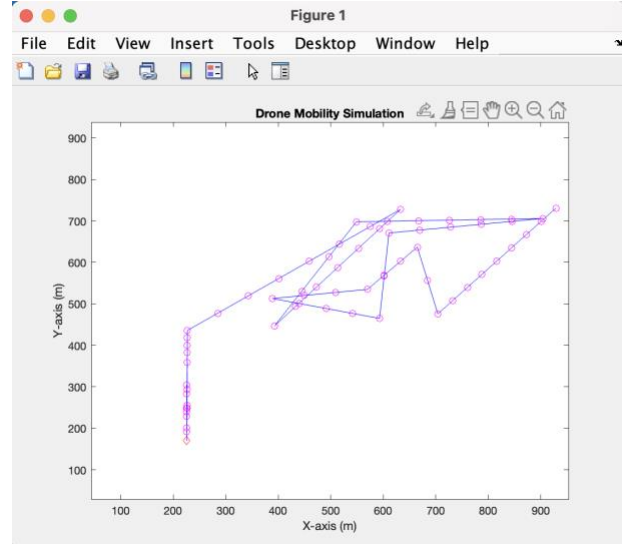 Figure 1
File Edit View Insert Tools Desktop Window Help
Drone Mobility Simulation
900
800
700
600
500
400
300
200
100
Y-axis (m)
100 200 300 400 500 600 700 800 900
X-axis (m)